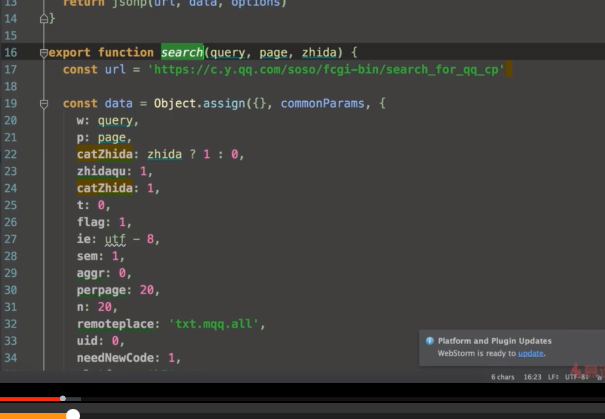 13 return jsonp(url, data, options)
14 }
15
16 export function search(query, page, zhida) {
17 const url = 'https://c.y.qq.com/soso/fcgi-bin/search_for_qq_cp'
18
19 const data = Object.assign({}, commonParams, {
20 w: query,
21 p: page,
22 catZhida: zhida ? 1 : 0,
23 zhidaqu: 1,
24 catZhida: 1,
25 t: 0,
26 flag: 1,
27 ie: utf - 8,
28 sem: 1,
29 aggr: 0,
30 perpage: 20,
31 n: 20,
32 remoteplace: 'txt.mqq.all',
33 uid: 0,
34 needNewCode: 1,
Platform and Plugin Updates
WebStorm is ready to update.
6 chars 16:23 LF÷ UTF-8÷